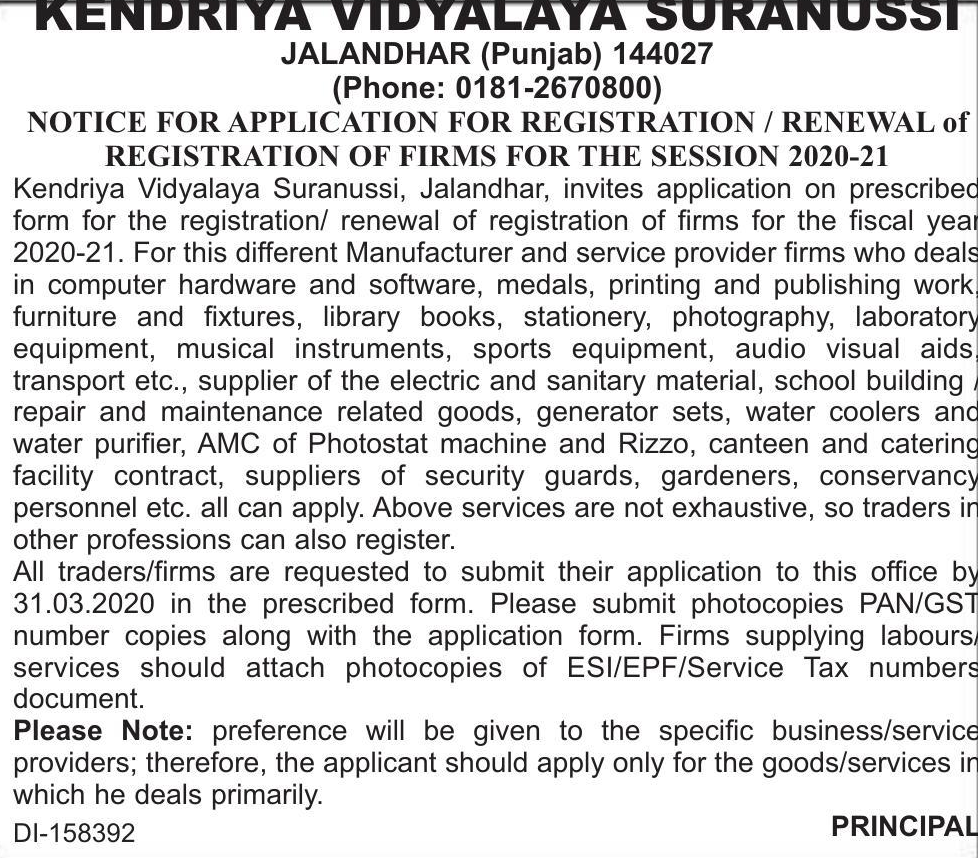 KENDRIYA VIDYALAYA SURANUSSI
JALANDHAR (Punjab) 144027
(Phone: 0181-2670800)
NOTICE FOR APPLICATION FOR REGISTRATION / RENEWAL of
REGISTRATION OF FIRMS FOR THE SESSION 2020-21
Kendriya Vidyalaya Suranussi, Jalandhar, invites application on prescribed
form for the registration/ renewal of registration of firms for the fiscal year
2020-21. For this different Manufacturer and service provider firms who deals
in computer hardware and software, medals, printing and publishing work,
furniture and fixtures, library books, stationery, photography, laboratory
equipment, musical instruments, sports equipment, audio visual aids,
transport etc., supplier of the electric and sanitary material, school building /
repair and maintenance related goods, generator sets, water coolers and
water purifier, AMC of Photostat machine and Rizzo, canteen and catering
facility contract, suppliers of security guards, gardeners, conservancy
personnel etc. all can apply. Above services are not exhaustive, so traders in
other professions can also register.
All traders/firms are requested to submit their application to this office by
31.03.2020 in the prescribed form. Please submit photocopies PAN/GST
number copies along with the application form. Firms supplying labours/
services should attach photocopies of ESI/EPF/Service Tax numbers
document.
Please Note: preference will be given to the specific business/service
providers; therefore, the applicant should apply only for the goods/services in
which he deals primarily.
DI-158392
PRINCIPAL